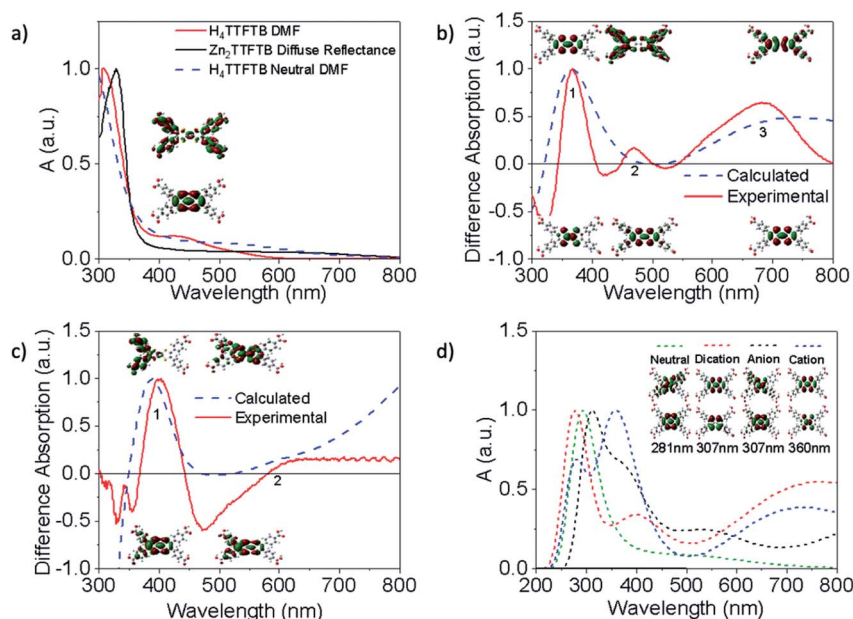 a)
H₄TTFTB DMF
Zn₂TTFTB Diffuse Reflectance
H₄TTFTB Neutral DMF
1.0
0.5
0.0
A (a.u.)
300 400 500 600 700 800
Wavelength (nm)
b)
1.5
1.0
0.5
0.0
-0.5
-1.0
Difference Absorption (a.u.)
1
2
3
Calculated
Experimental
300 400 500 600 700 800
Wavelength (nm)
c)
1.5
1.0
0.5
0.0
-0.5
-1.0
Difference Absorption (a.u.)
Calculated
Experimental
1
2
300 400 500 600 700 800
Wavelength (nm)
d)
1.5
1.0
0.5
0.0
A (a.u.)
Neutral Dication Anion Cation
281nm 307nm 307nm 360nm
200 300 400 500 600 700 800
Wavelength (nm)